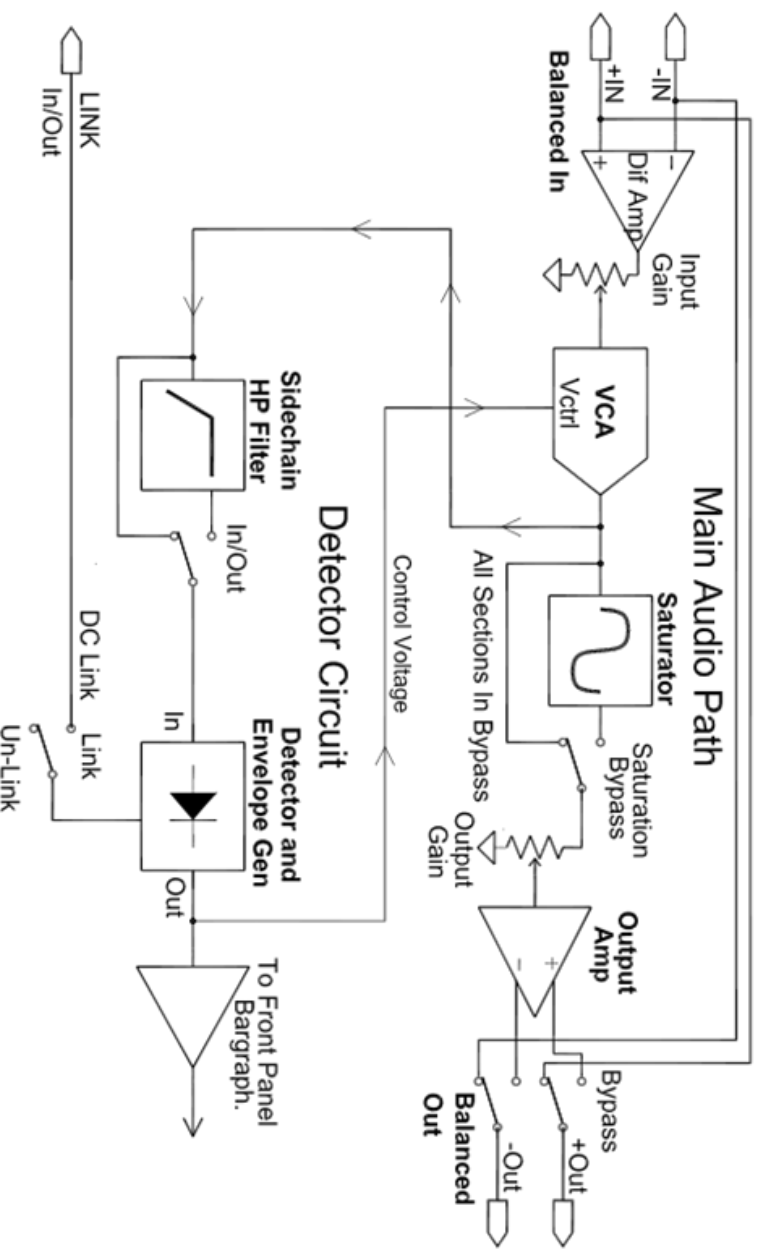 Main Audio Path
-IN
+IN
Balanced In
−
+
Dif Amp
Input
Gain
VCA
Vctrl
Saturator
Saturation
Bypass
All Sections In Bypass
Output
Gain
Output
Amp
+
−
Bypass
+Out
-Out
Balanced
Out
Control Voltage
Detector Circuit
Sidechain
HP Filter
In/Out
Detector and
Envelope Gen
In
Out
To Front Panel
Bargraph.
LINK
In/Out
DC Link
Link
Un-Link